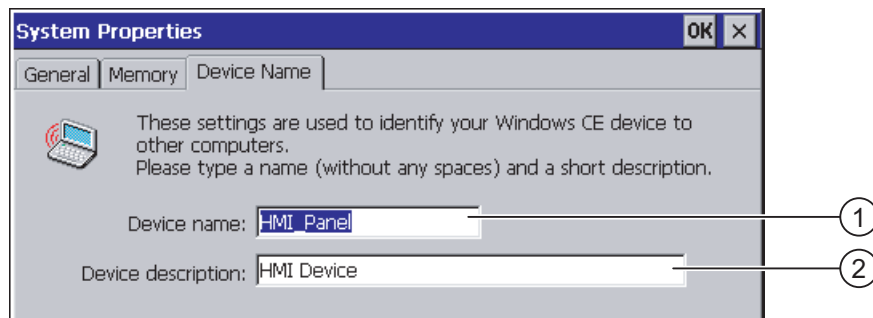 System Properties OK ×
General Memory Device Name
These settings are used to identify your Windows CE device to
other computers.
Please type a name (without any spaces) and a short description.
Device name: HMI_Panel 1
Device description: HMI Device 2